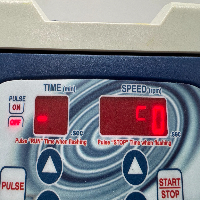 TIME (min) SPEED (rpm)
PULSE
ON
OFF
- 50
sec sec
Pulse "RUN" Time when flashing Pulse "STOP" Time when flashing
PULSE START
STOP